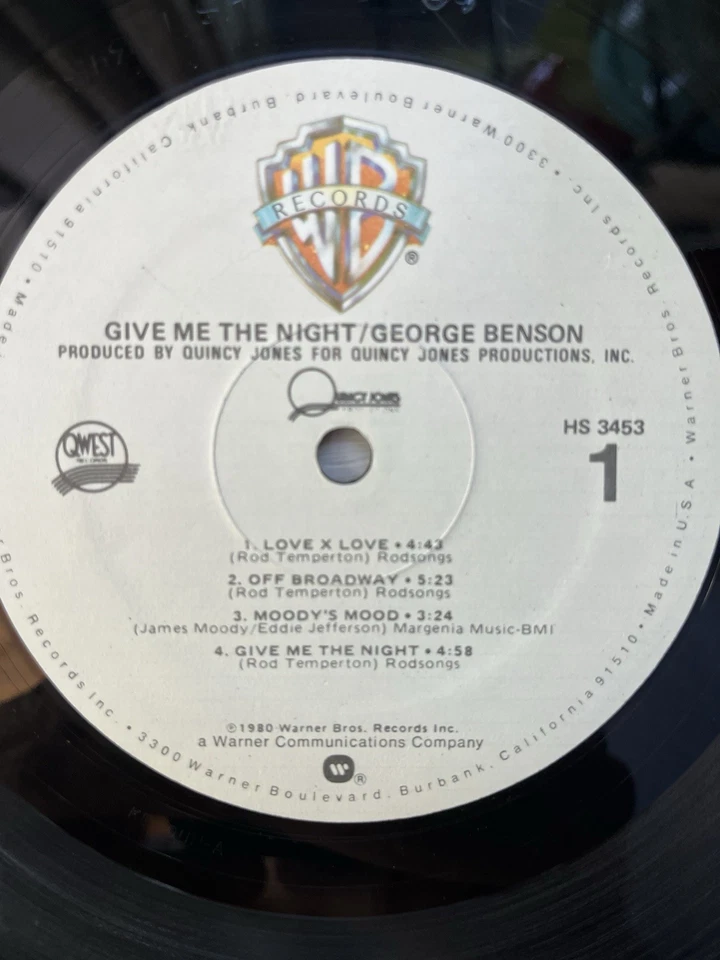 WB
RECORDS
®
GIVE ME THE NIGHT/GEORGE BENSON
PRODUCED BY QUINCY JONES FOR QUINCY JONES PRODUCTIONS, INC.
QUINCY JONES
QWEST
RECORDS
HS 3453
1
1. LOVE X LOVE • 4:43
(Rod Temperton) Rodsongs
2. OFF BROADWAY • 5:23
(Rod Temperton) Rodsongs
3. MOODY'S MOOD • 3:24
(James Moody/Eddie Jefferson) Margenia Music-BMI
4. GIVE ME THE NIGHT • 4:58
(Rod Temperton) Rodsongs
℗1980 Warner Bros. Records Inc.
a Warner Communications Company
W®
Bros. Records Inc. • 3300 Warner Boulevard. Burbank, California 91510 • Made in U.S.A • Warner Bros. Records Inc. • 3300 Warner Boulevard. Burbank, California 91510 • Made